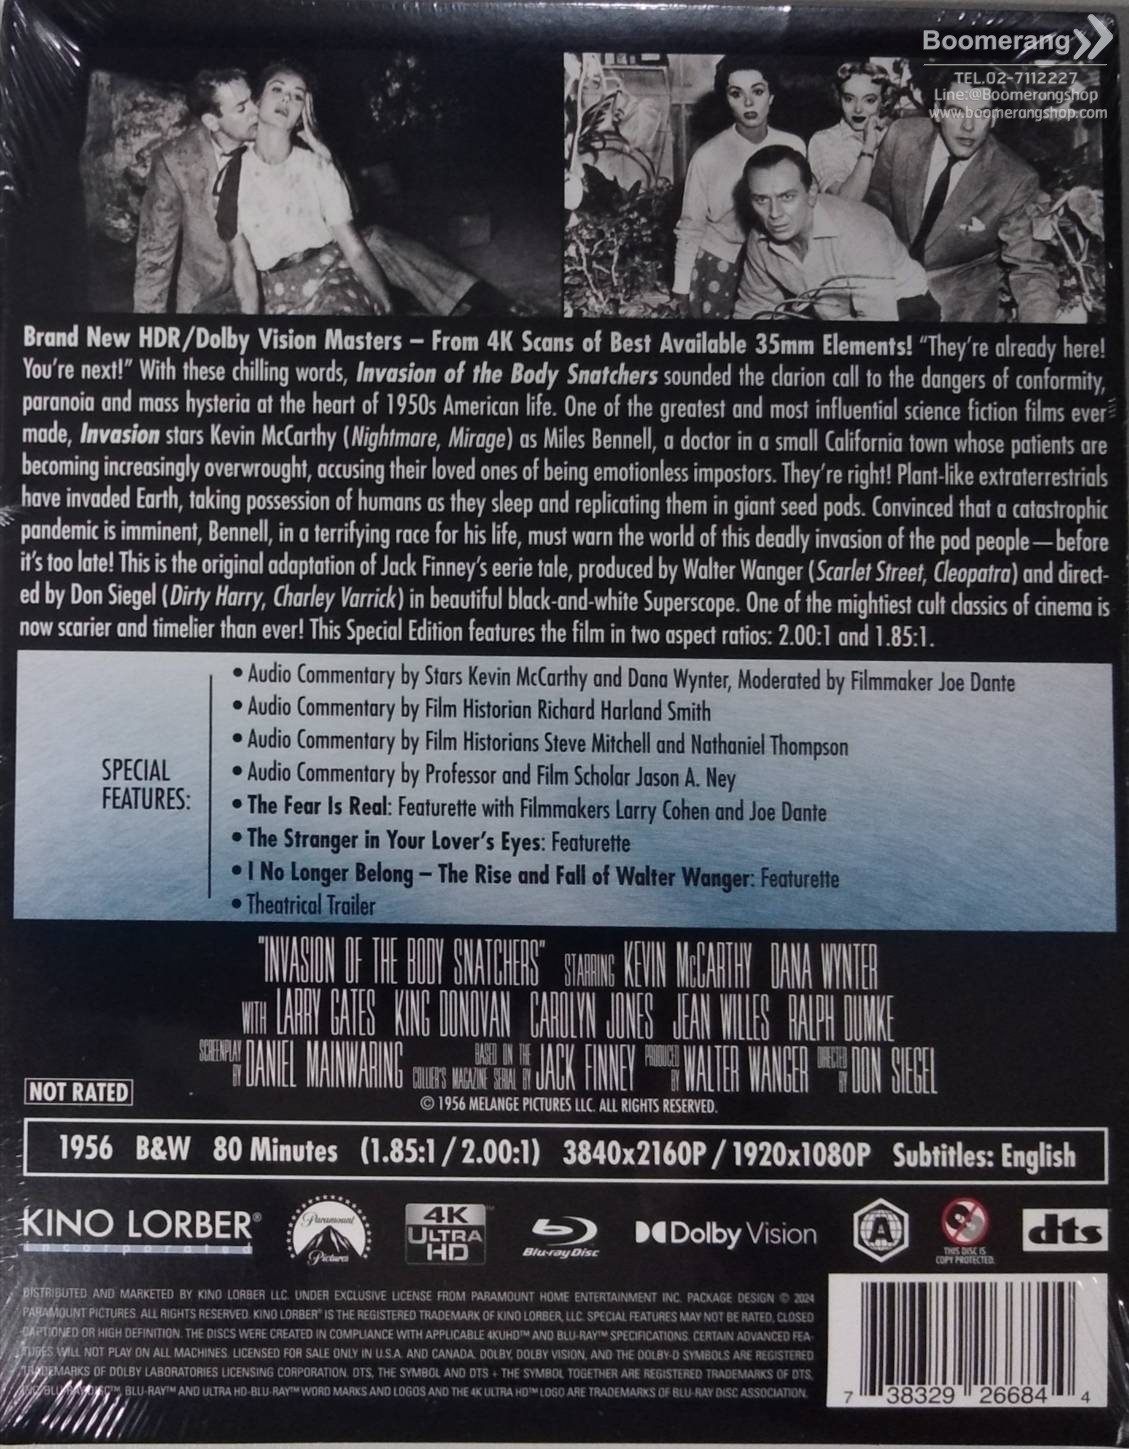 Boomerang
TEL.02-7112227
Line:@Boomerangshop
www.boomerangshop.com
Brand New HDR/Dolby Vision Masters – From 4K Scans of Best Available 35mm Elements! “They’re already here!
You’re next!” With these chilling words, Invasion of the Body Snatchers sounded the clarion call to the dangers of conformity,
paranoia and mass hysteria at the heart of 1950s American life. One of the greatest and most influential science fiction films ever
made, Invasion stars Kevin McCarthy (Nightmare, Mirage) as Miles Bennell, a doctor in a small California town whose patients are
becoming increasingly overwrought, accusing their loved ones of being emotionless impostors. They’re right! Plant-like extraterrestrials
have invaded Earth, taking possession of humans as they sleep and replicating them in giant seed pods. Convinced that a catastrophic
pandemic is imminent, Bennell, in a terrifying race for his life, must warn the world of this deadly invasion of the pod people—before
it’s too late! This is the original adaptation of Jack Finney’s eerie tale, produced by Walter Wanger (Scarlet Street, Cleopatra) and direct-
ed by Don Siegel (Dirty Harry, Charley Varrick) in beautiful black-and-white Superscope. One of the mightiest cult classics of cinema is
now scarier and timelier than ever! This Special Edition features the film in two aspect ratios: 2.00:1 and 1.85:1.
SPECIAL
FEATURES:
• Audio Commentary by Stars Kevin McCarthy and Dana Wynter, Moderated by Filmmaker Joe Dante
• Audio Commentary by Film Historian Richard Harland Smith
• Audio Commentary by Film Historians Steve Mitchell and Nathaniel Thompson
• Audio Commentary by Professor and Film Scholar Jason A. Ney
• The Fear Is Real: Featurette with Filmmakers Larry Cohen and Joe Dante
• The Stranger in Your Lover’s Eyes: Featurette
• I No Longer Belong – The Rise and Fall of Walter Wanger: Featurette
• Theatrical Trailer
"INVASION OF THE BODY SNATCHERS" STARRING KEVIN McCARTHY DANA WYNTER
WITH LARRY GATES KING DONOVAN CAROLYN JONES JEAN WILLES RALPH DUMKE
SCREENPLAY BY DANIEL MAINWARING BASED ON THE COLLIER'S MAGAZINE SERIAL BY JACK FINNEY PRODUCED BY WALTER WANGER DIRECTED BY DON SIEGEL
NOT RATED
© 1956 MELANGE PICTURES LLC. ALL RIGHTS RESERVED.
1956 B&W 80 Minutes (1.85:1 / 2.00:1) 3840x2160P / 1920x1080P Subtitles: English
KINO LORBER®
incorporated
Paramount
Pictures
4K
ULTRA
HD
Blu-ray Disc
Dolby Vision
A
THIS DISC IS
COPY PROTECTED.
dts
DISTRIBUTED AND MARKETED BY KINO LORBER LLC. UNDER EXCLUSIVE LICENSE FROM PARAMOUNT HOME ENTERTAINMENT INC. PACKAGE DESIGN © 2024
PARAMOUNT PICTURES. ALL RIGHTS RESERVED. KINO LORBER® IS THE REGISTERED TRADEMARK OF KINO LORBER, LLC. SPECIAL FEATURES MAY NOT BE RATED, CLOSED
CAPTIONED OR HIGH DEFINITION. THE DISCS WERE CREATED IN COMPLIANCE WITH APPLICABLE 4KUHD™ AND BLU-RAY™ SPECIFICATIONS. CERTAIN ADVANCED FEA-
TURES WILL NOT PLAY ON ALL MACHINES. LICENSED FOR SALE ONLY IN U.S.A. AND CANADA. DOLBY, DOLBY VISION, AND THE DOLBY-D SYMBOLS ARE REGISTERED
TRADEMARKS OF DOLBY LABORATORIES LICENSING CORPORATION. DTS, THE SYMBOL AND DTS + THE SYMBOL TOGETHER ARE REGISTERED TRADEMARKS OF DTS,
INC. BLU-RAY DISC™, BLU-RAY™ AND ULTRA HD-BLU-RAY™ WORD MARKS AND LOGOS AND THE 4K ULTRA HD™ LOGO ARE TRADEMARKS OF BLU-RAY DISC ASSOCIATION.
7 38329 26684 4